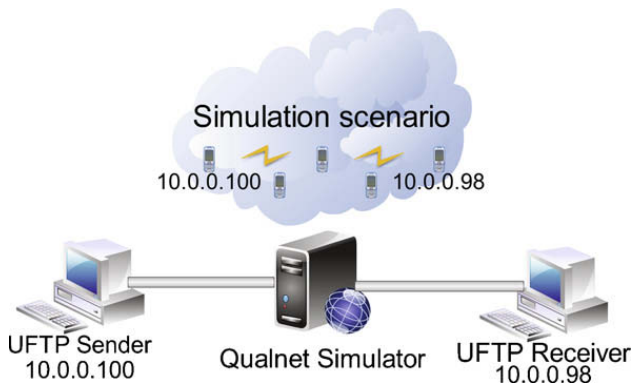 Simulation scenario
10.0.0.100
10.0.0.98
UFTP Sender
10.0.0.100
Qualnet Simulator
UFTP Receiver
10.0.0.98